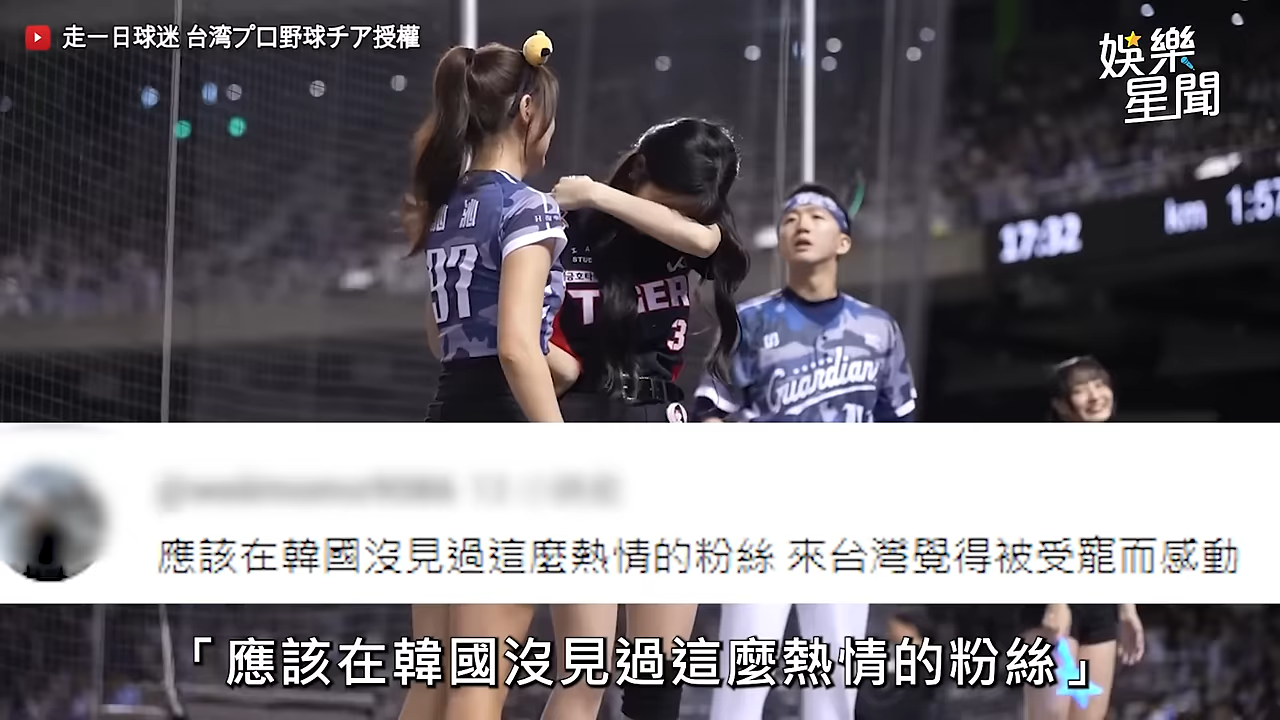 走一日球迷 台湾プロ野球チア授權
娛樂
星聞
97
TIGER
3
Guardian
17:32
km
1:57
應該在韓國沒見過這麼熱情的粉絲 來台灣覺得被受寵而感動
「應該在韓國沒見過這麼熱情的粉絲」